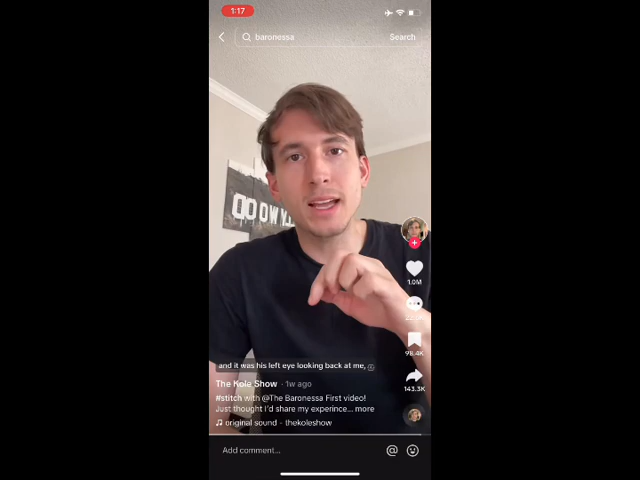 1:17
baronessa
Search
1.0M
98.4K
143.3K
and it was his left eye looking back at me,
The Kole Show · 1w ago
#stitch with @The Baronessa First video!
Just thought I'd share my experince... more
original sound - thekoleshow
Add comment...